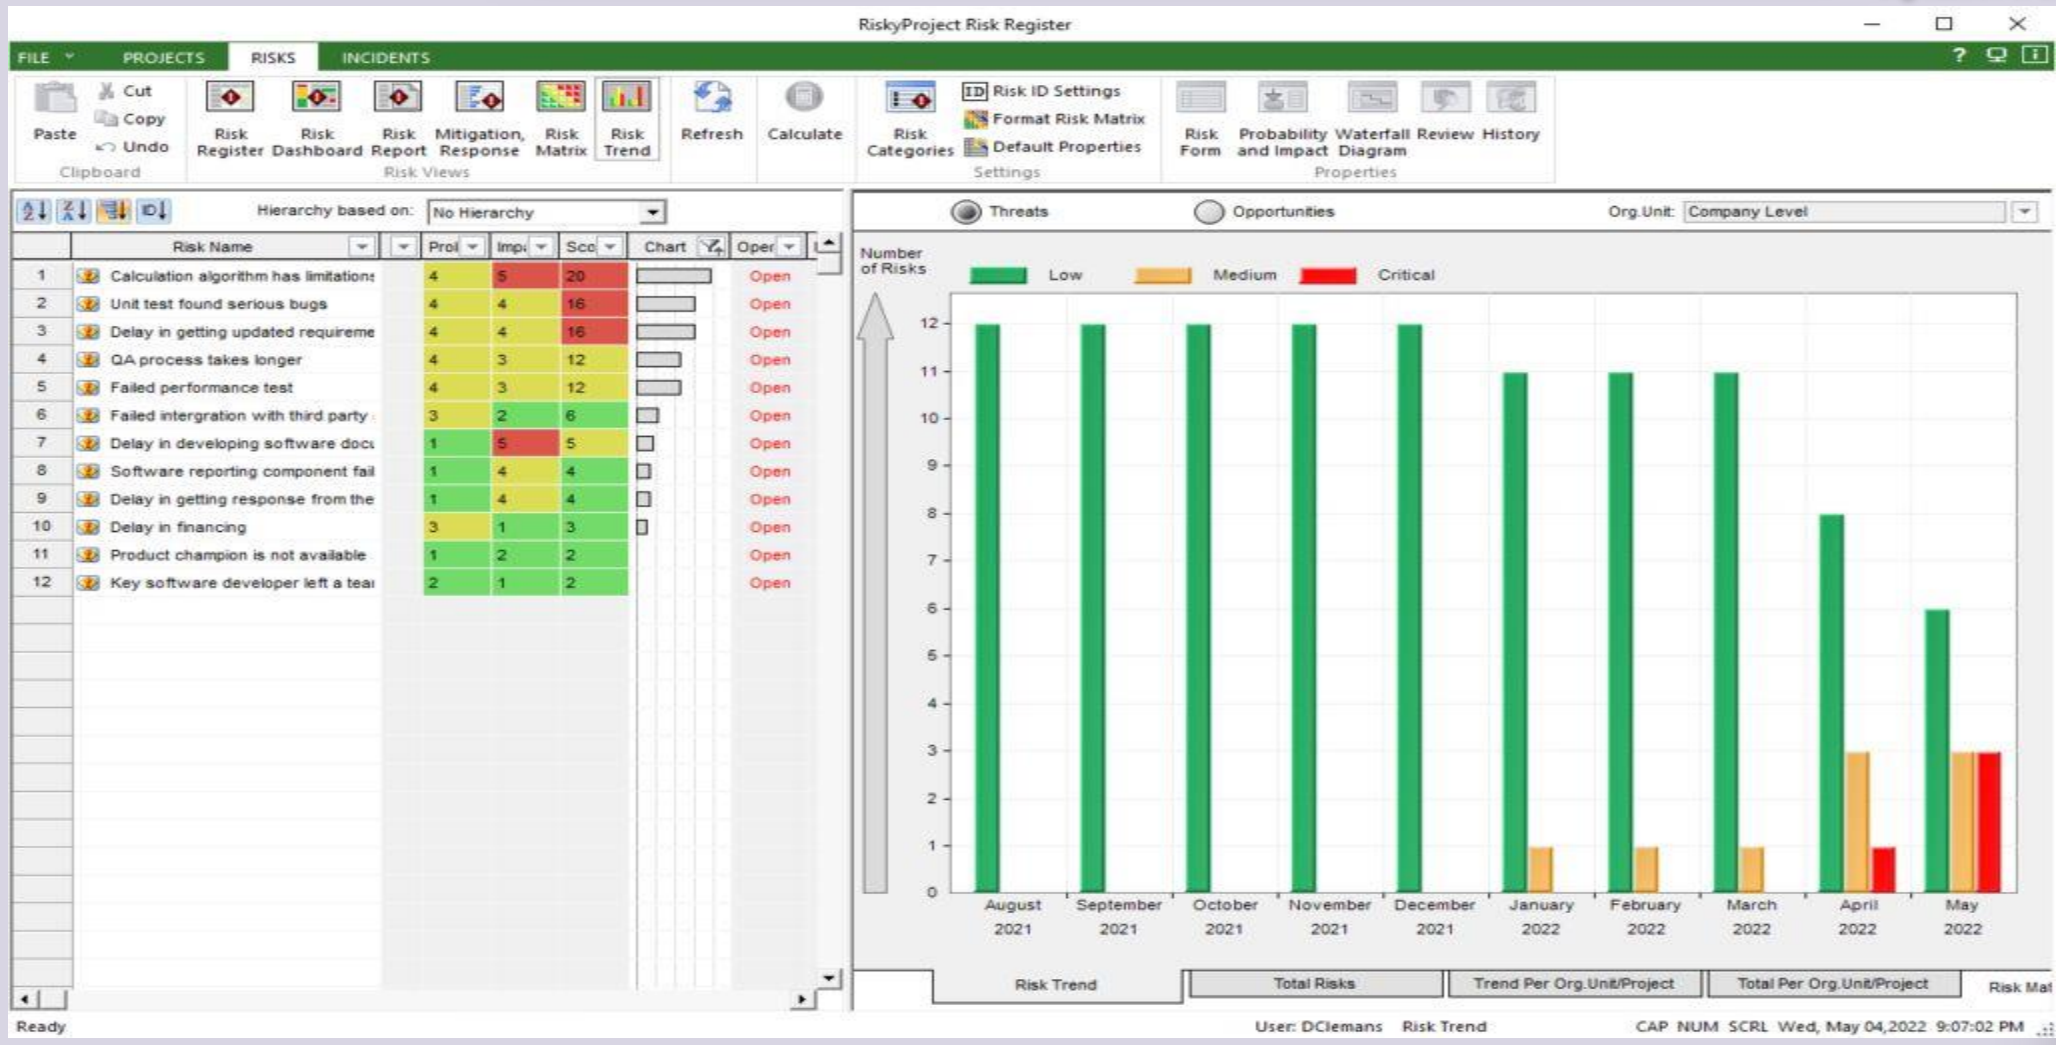 RiskyProject Risk Register
FILE PROJECTS RISKS INCIDENTS ?
Paste
Cut
Copy
Undo
Clipboard
Risk Register
Risk Dashboard
Risk Report
Mitigation, Response
Risk Matrix
Risk Trend
Risk Views
Refresh
Calculate
Risk Categories
ID Risk ID Settings
Format Risk Matrix
Default Properties
Settings
Risk Form
Probability and Impact
Waterfall Diagram
Review
History
Properties
Hierarchy based on: No Hierarchy
Threats Opportunities Org.Unit: Company Level
Risk Name Prol Impa Sco Chart Oper
1 Calculation algorithm has limitations 4 5 20 Open
2 Unit test found serious bugs 4 4 16 Open
3 Delay in getting updated requireme 4 4 16 Open
4 QA process takes longer 4 3 12 Open
5 Failed performance test 4 3 12 Open
6 Failed intergration with third party 3 2 6 Open
7 Delay in developing software docu 1 5 5 Open
8 Software reporting component fail 1 4 4 Open
9 Delay in getting response from the 1 4 4 Open
10 Delay in financing 3 1 3 Open
11 Product champion is not available 1 2 2 Open
12 Key software developer left a tear 2 1 2 Open
Number
of Risks
Low Medium Critical
12
11
10
9
8
7
6
5
4
3
2
1
0
August September October November December January February March April May
2021 2021 2021 2021 2021 2022 2022 2022 2022 2022
Risk Trend Total Risks Trend Per Org.Unit/Project Total Per Org.Unit/Project Risk Mat
Ready User: DClemans Risk Trend CAP NUM SCRL Wed, May 04,2022 9:07:02 PM